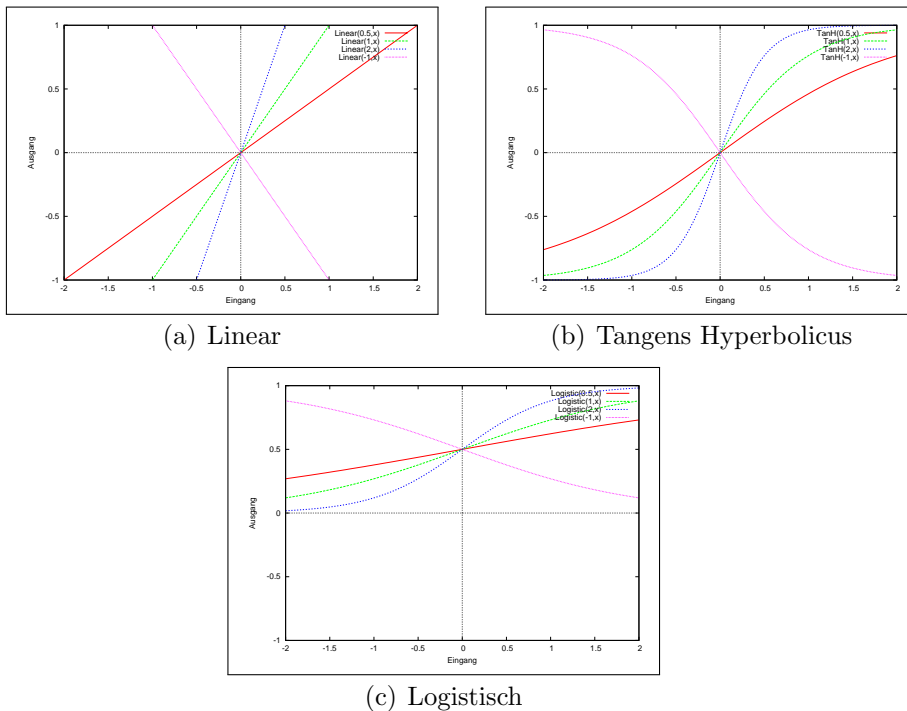 Linear(0.5,x)
Linear(1,x)
Linear(2,x)
Linear(-1,x)
1
0.5
0
-0.5
-1
Ausgang
-2 -1.5 -1 -0.5 0 0.5 1 1.5 2
Eingang
(a) Linear
TanH(0.5,x)
TanH(1,x)
TanH(2,x)
TanH(-1,x)
1
0.5
0
-0.5
-1
Ausgang
-2 -1.5 -1 -0.5 0 0.5 1 1.5 2
Eingang
(b) Tangens Hyperbolicus
Logistic(0.5,x)
Logistic(1,x)
Logistic(2,x)
Logistic(-1,x)
1
0.5
0
-0.5
-1
Ausgang
-2 -1.5 -1 -0.5 0 0.5 1 1.5 2
Eingang
(c) Logistisch